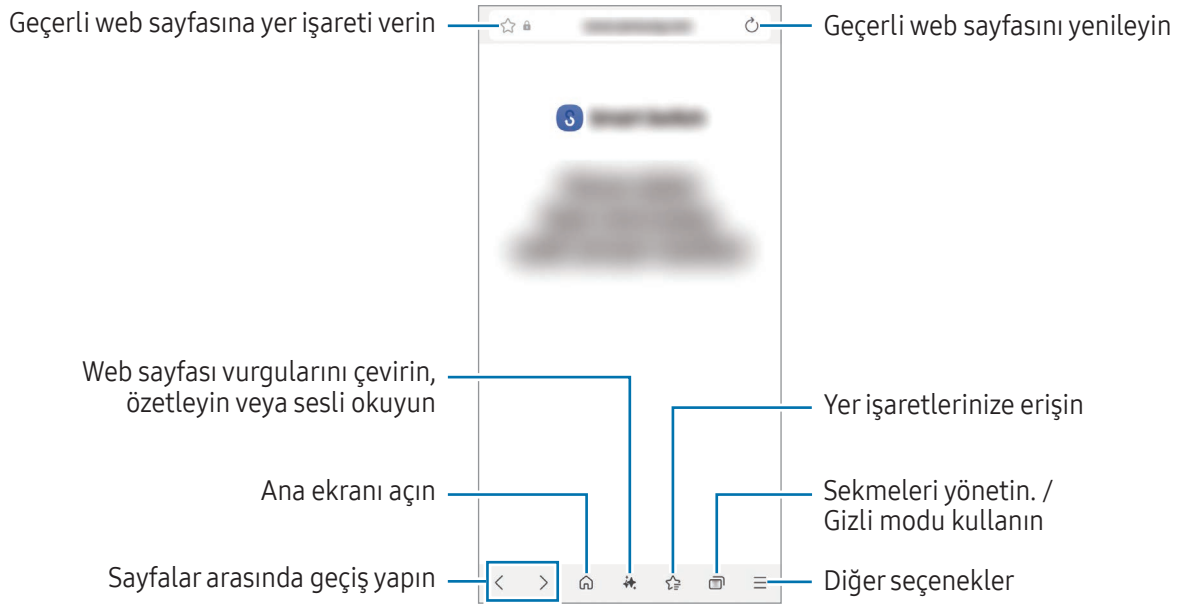 Geçerli web sayfasına yer işareti verin
Geçerli web sayfasını yenileyin
Web sayfası vurgularını çevirin,
özetleyin veya sesli okuyun
Yer işaretlerinize erişin
Ana ekranı açın
Sekmeleri yönetin. /
Gizli modu kullanın
Sayfalar arasında geçiş yapın
Diğer seçenekler